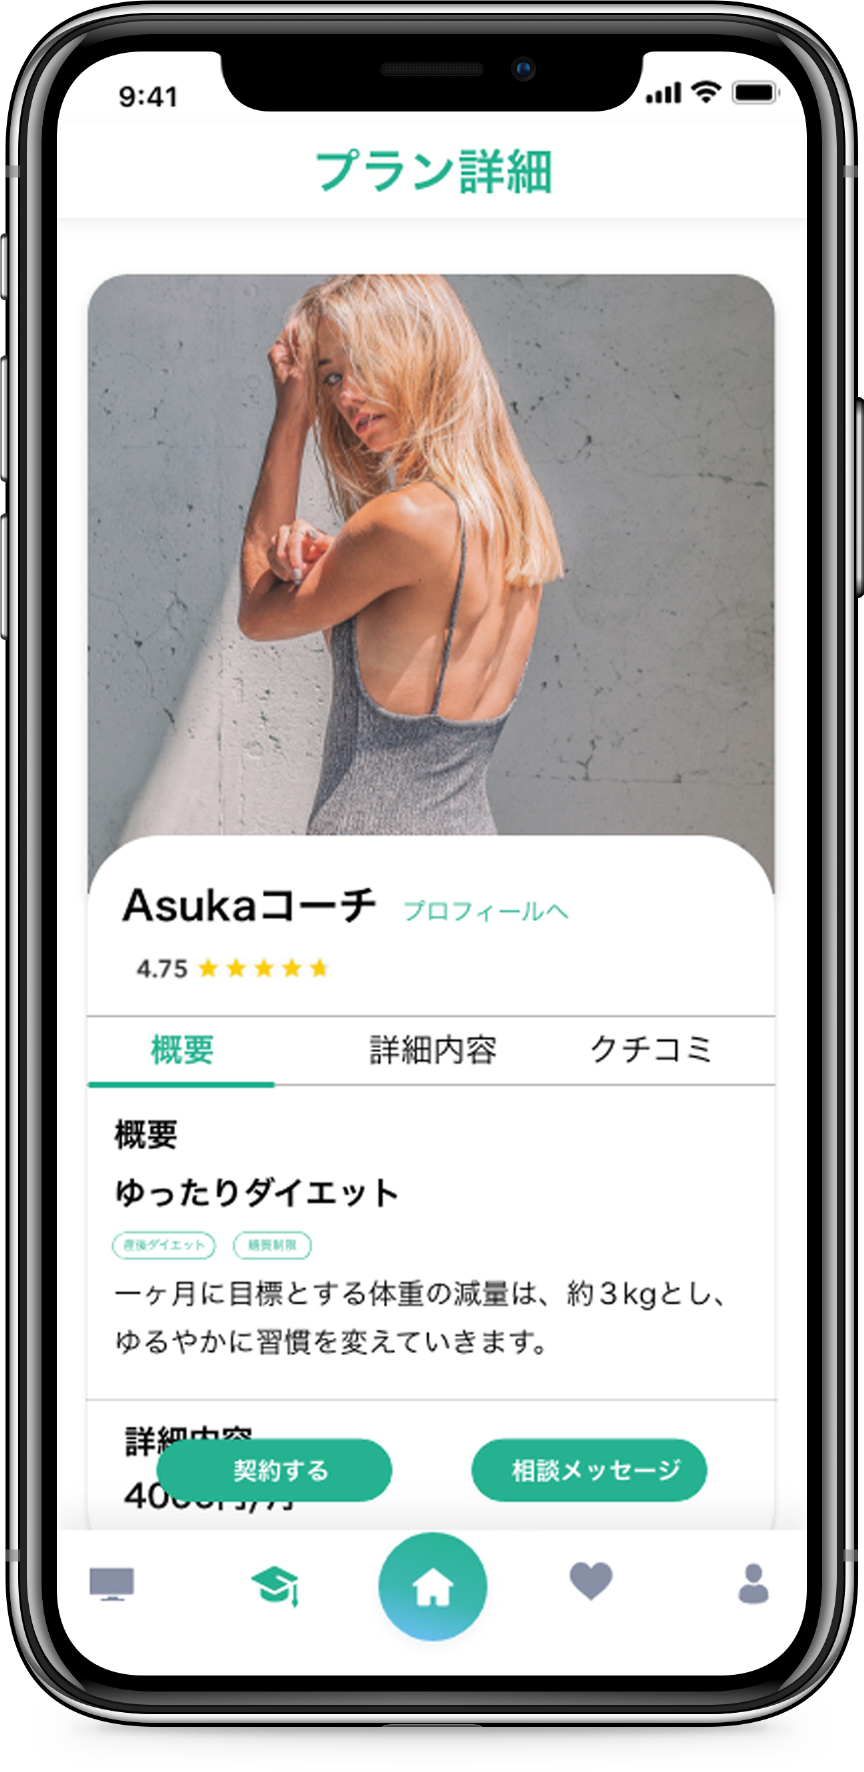 9:41
プラン詳細
Asukaコーチ プロフィールへ
4.75
概要 詳細内容 クチコミ
概要
ゆったりダイエット
産後ダイエット 糖質制限
一ヶ月に目標とする体重の減量は、約3kgとし、
ゆるやかに習慣を変えていきます。
詳細内容
契約する 相談メッセージ
4000円/月